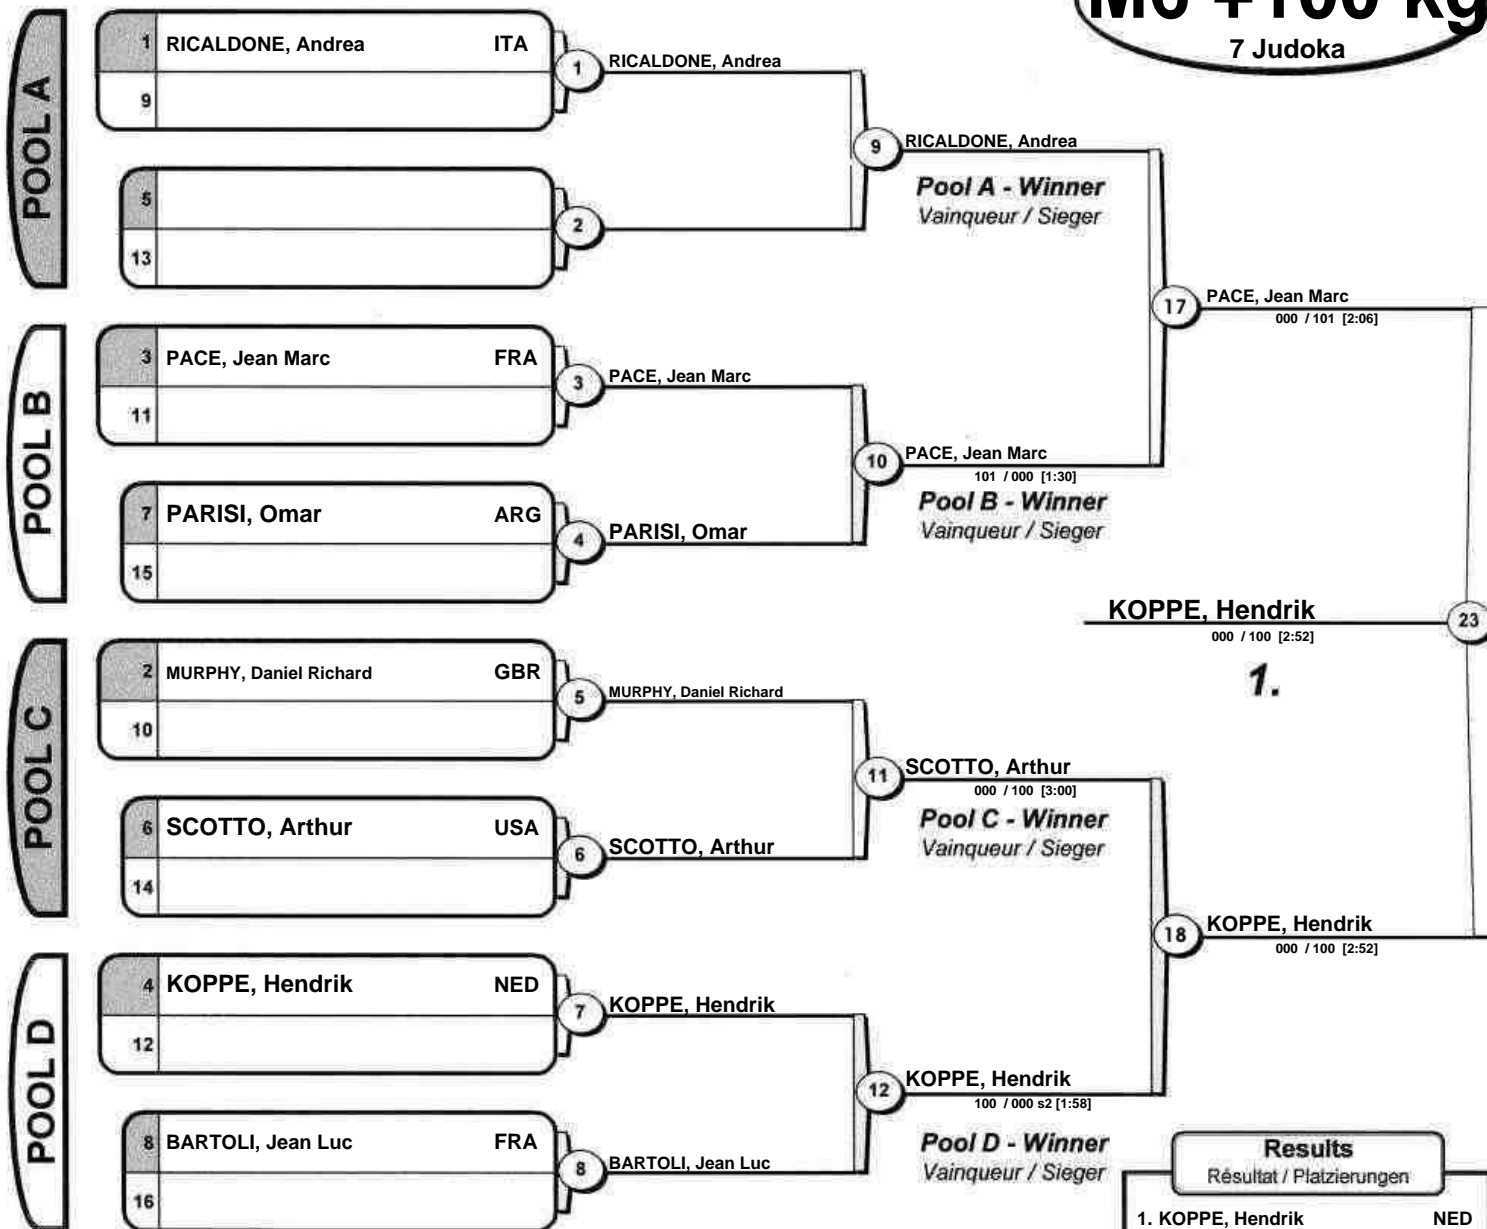 M6 +100 kg
7 Judoka
POOL A
1 RICALDONE, Andrea ITA
9
5
13
1 RICALDONE, Andrea
2
9 RICALDONE, Andrea
Pool A - Winner
Vainqueur / Sieger
POOL B
3 PACE, Jean Marc FRA
11
7 PARISI, Omar ARG
15
3 PACE, Jean Marc
4 PARISI, Omar
10 PACE, Jean Marc
101 / 000 [1:30]
Pool B - Winner
Vainqueur / Sieger
17 PACE, Jean Marc
000 / 101 [2:06]
POOL C
2 MURPHY, Daniel Richard GBR
10
6 SCOTTO, Arthur USA
14
5 MURPHY, Daniel Richard
6 SCOTTO, Arthur
11 SCOTTO, Arthur
000 / 100 [3:00]
Pool C - Winner
Vainqueur / Sieger
POOL D
4 KOPPE, Hendrik NED
12
8 BARTOLI, Jean Luc FRA
16
7 KOPPE, Hendrik
8 BARTOLI, Jean Luc
12 KOPPE, Hendrik
100 / 000 s2 [1:58]
Pool D - Winner
Vainqueur / Sieger
18 KOPPE, Hendrik
000 / 100 [2:52]
KOPPE, Hendrik 23
000 / 100 [2:52]
1.
Results
Résultat / Platzierungen
1. KOPPE, Hendrik NED